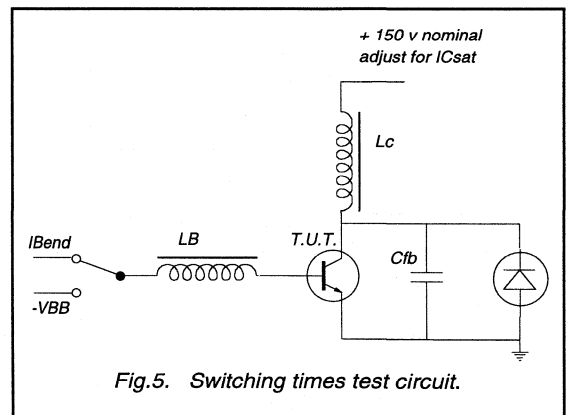 + 150 v nominal
adjust for ICsat
Lc
IBend
LB
T.U.T.
Cfb
-VBB
Fig.5. Switching times test circuit.